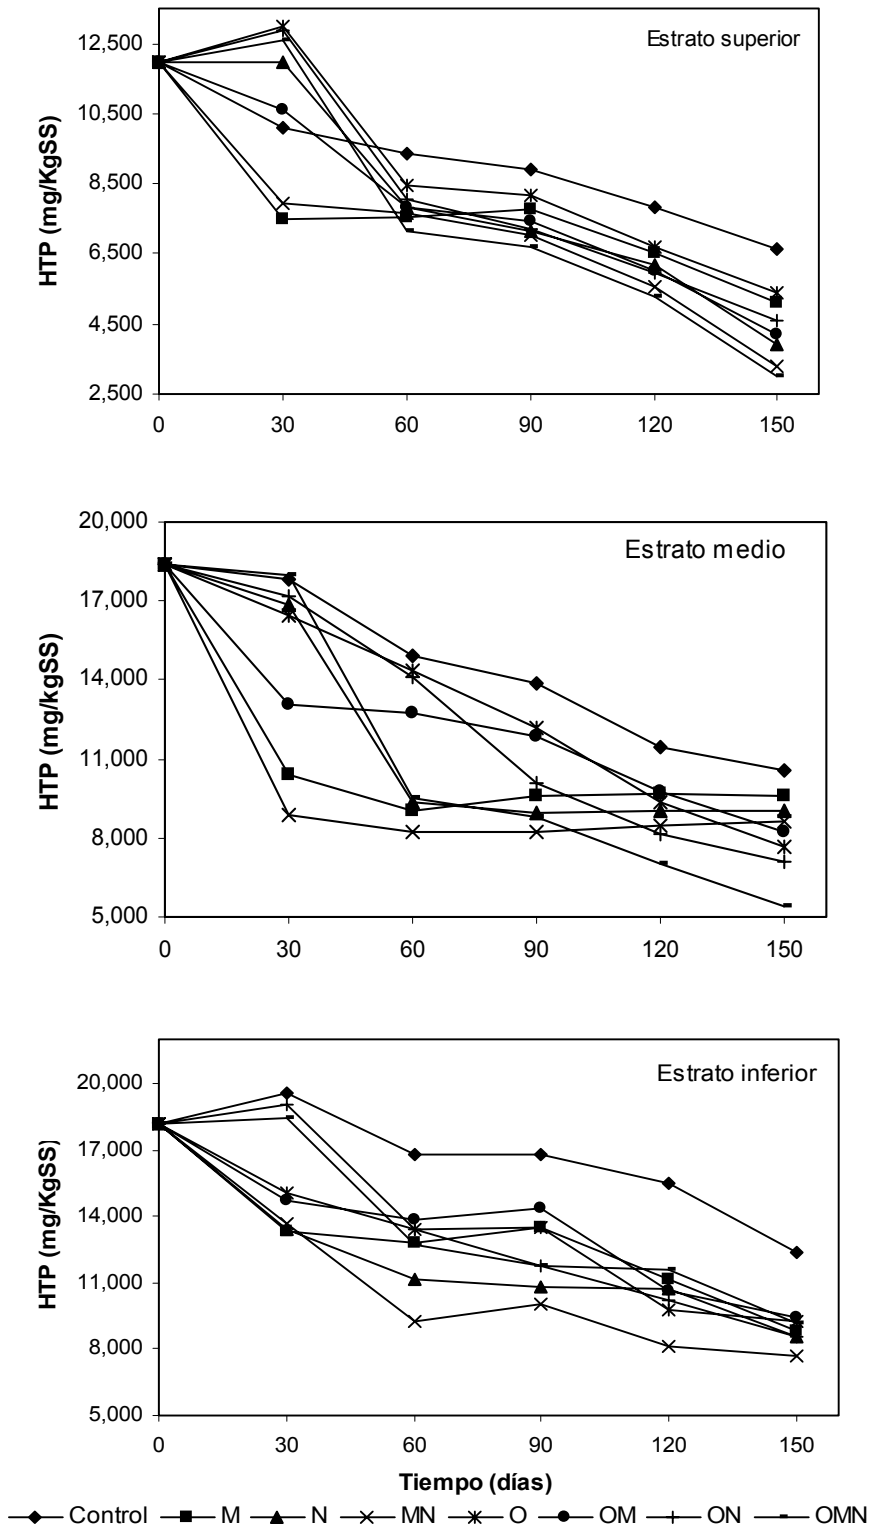 Estrato superior
HTP (mg/KgSS)
12,500
10,500
8,500
6,500
4,500
2,500
0 30 60 90 120 150
Estrato medio
HTP (mg/kgSS)
20,000
17,000
14,000
11,000
8,000
5,000
0 30 60 90 120 150
Estrato inferior
HTP (mg/KgSS)
20,000
17,000
14,000
11,000
8,000
5,000
0 30 60 90 120 150
Tiempo (días)
Control M N MN O OM ON OMN